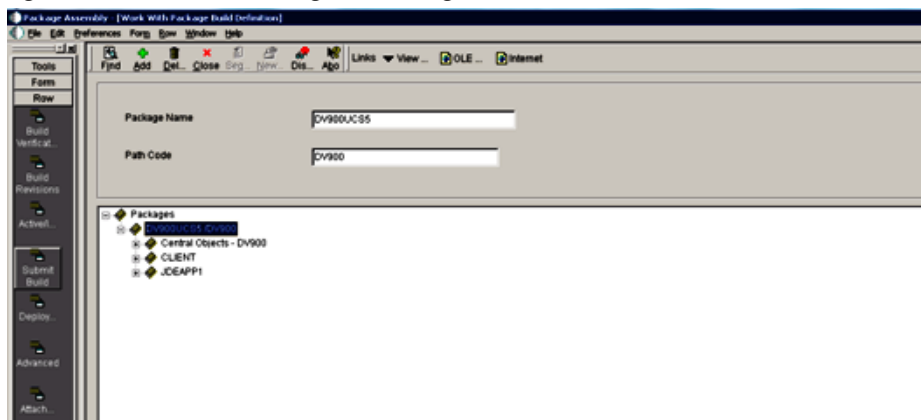 Package Assembly - [Work With Package Build Definition]
File Edit Preferences Form Row Window Help
Find Add Del... Close Seq... New... Dis... Abo Links View ... OLE ... Internet
Tools
Form
Row
Build
Verificat...
Build
Revisions
Active/I...
Submit
Build
Deploy...
Advanced
Attach...
Package Name DV900UCS5
Path Code DV900
Packages
DV900UCS5 /DV900
Central Objects - DV900
CLIENT
JDEAPP1